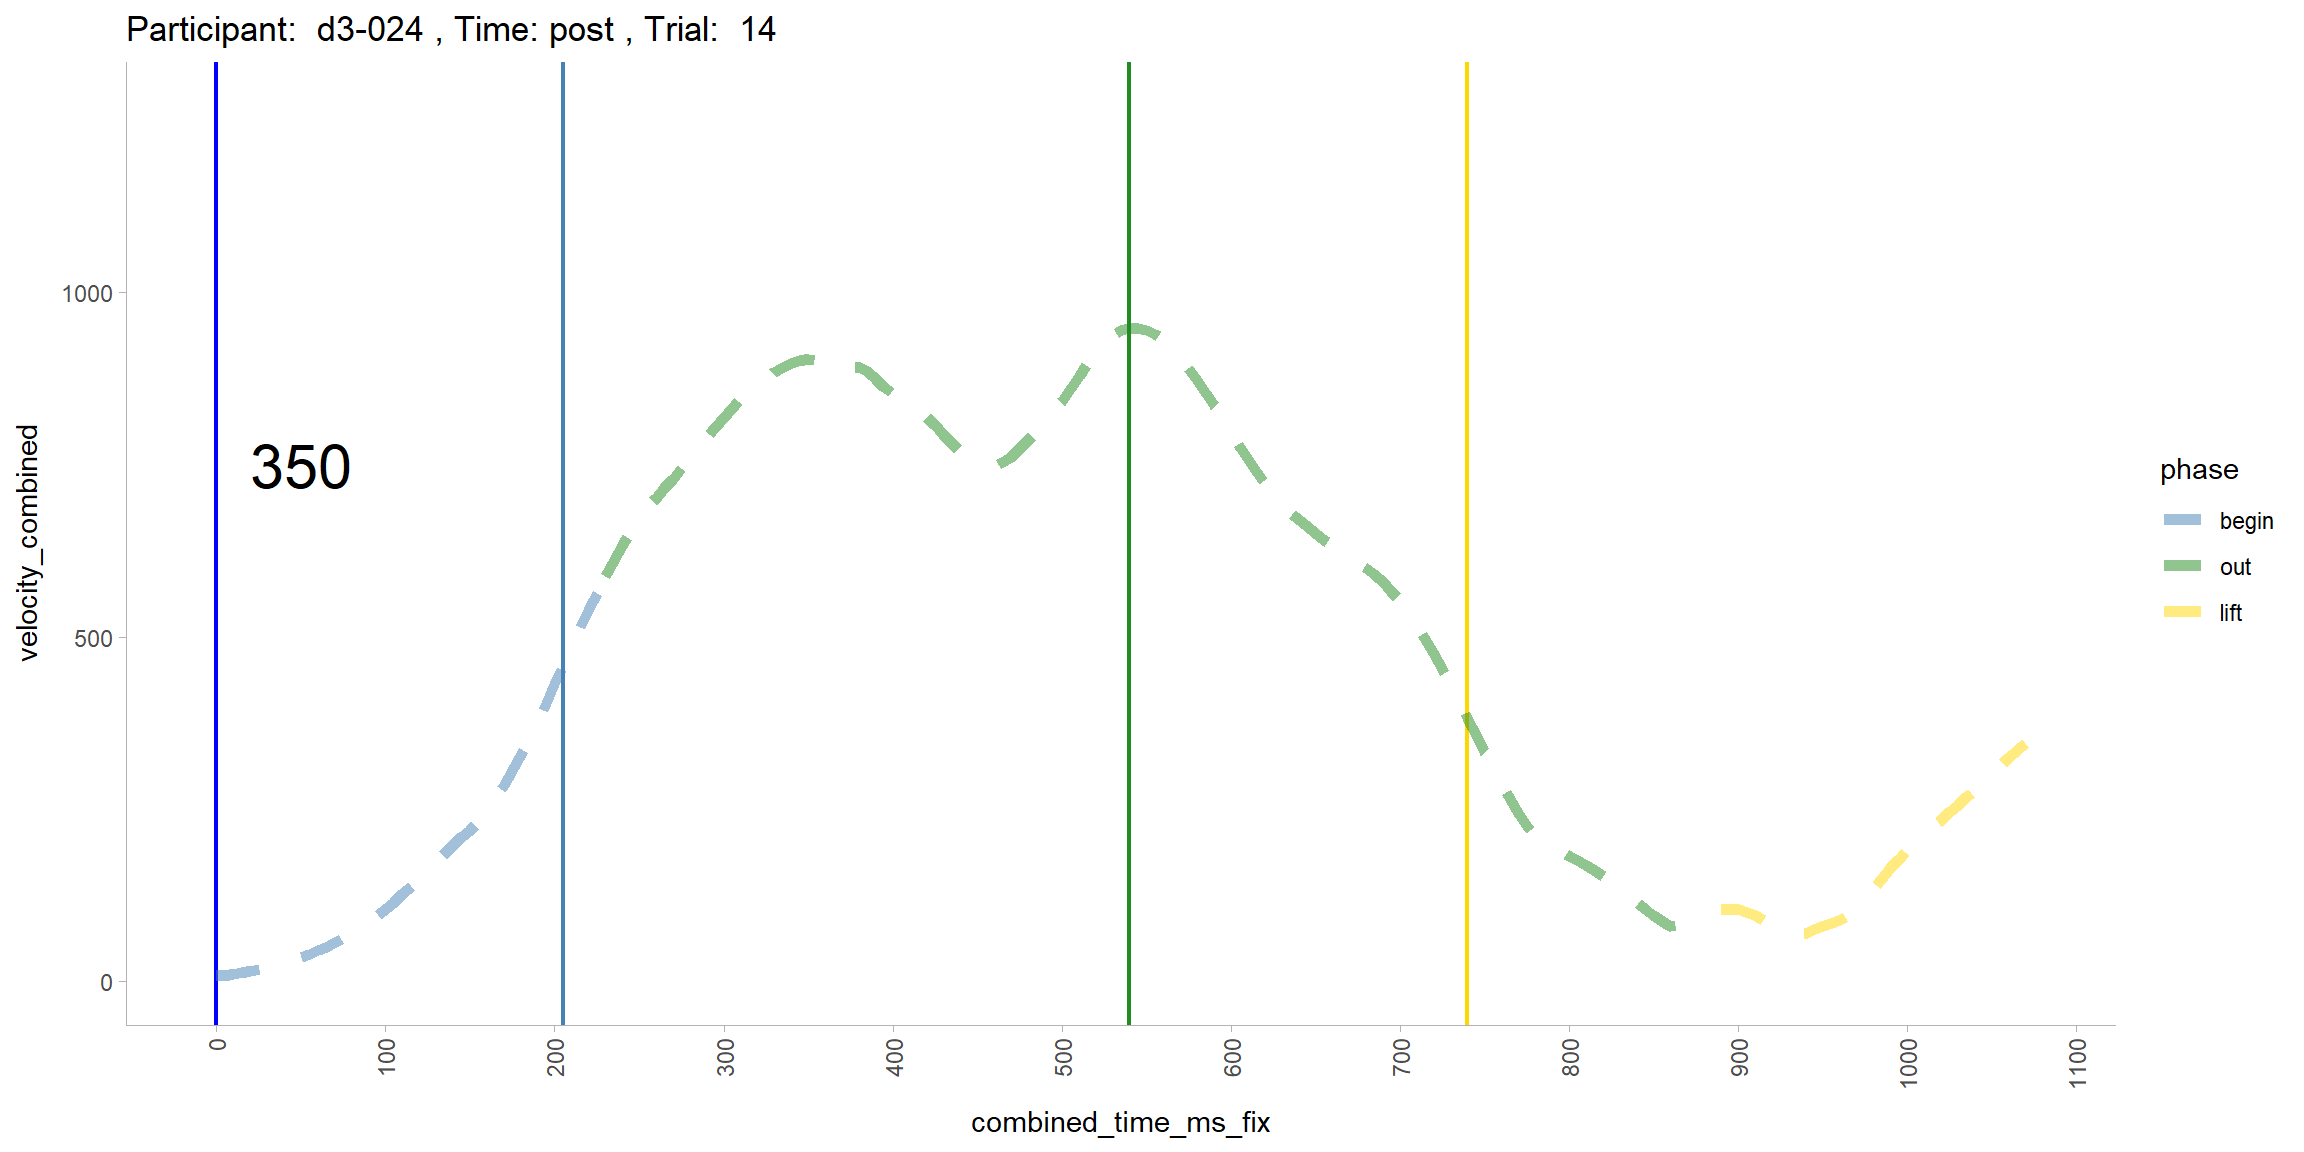 Participant:  d3-024 , Time: post , Trial:  14
velocity_combined
1000
500
0
350
0
100
200
300
400
500
600
700
800
900
1000
1100
combined_time_ms_fix
phase
begin
out
lift